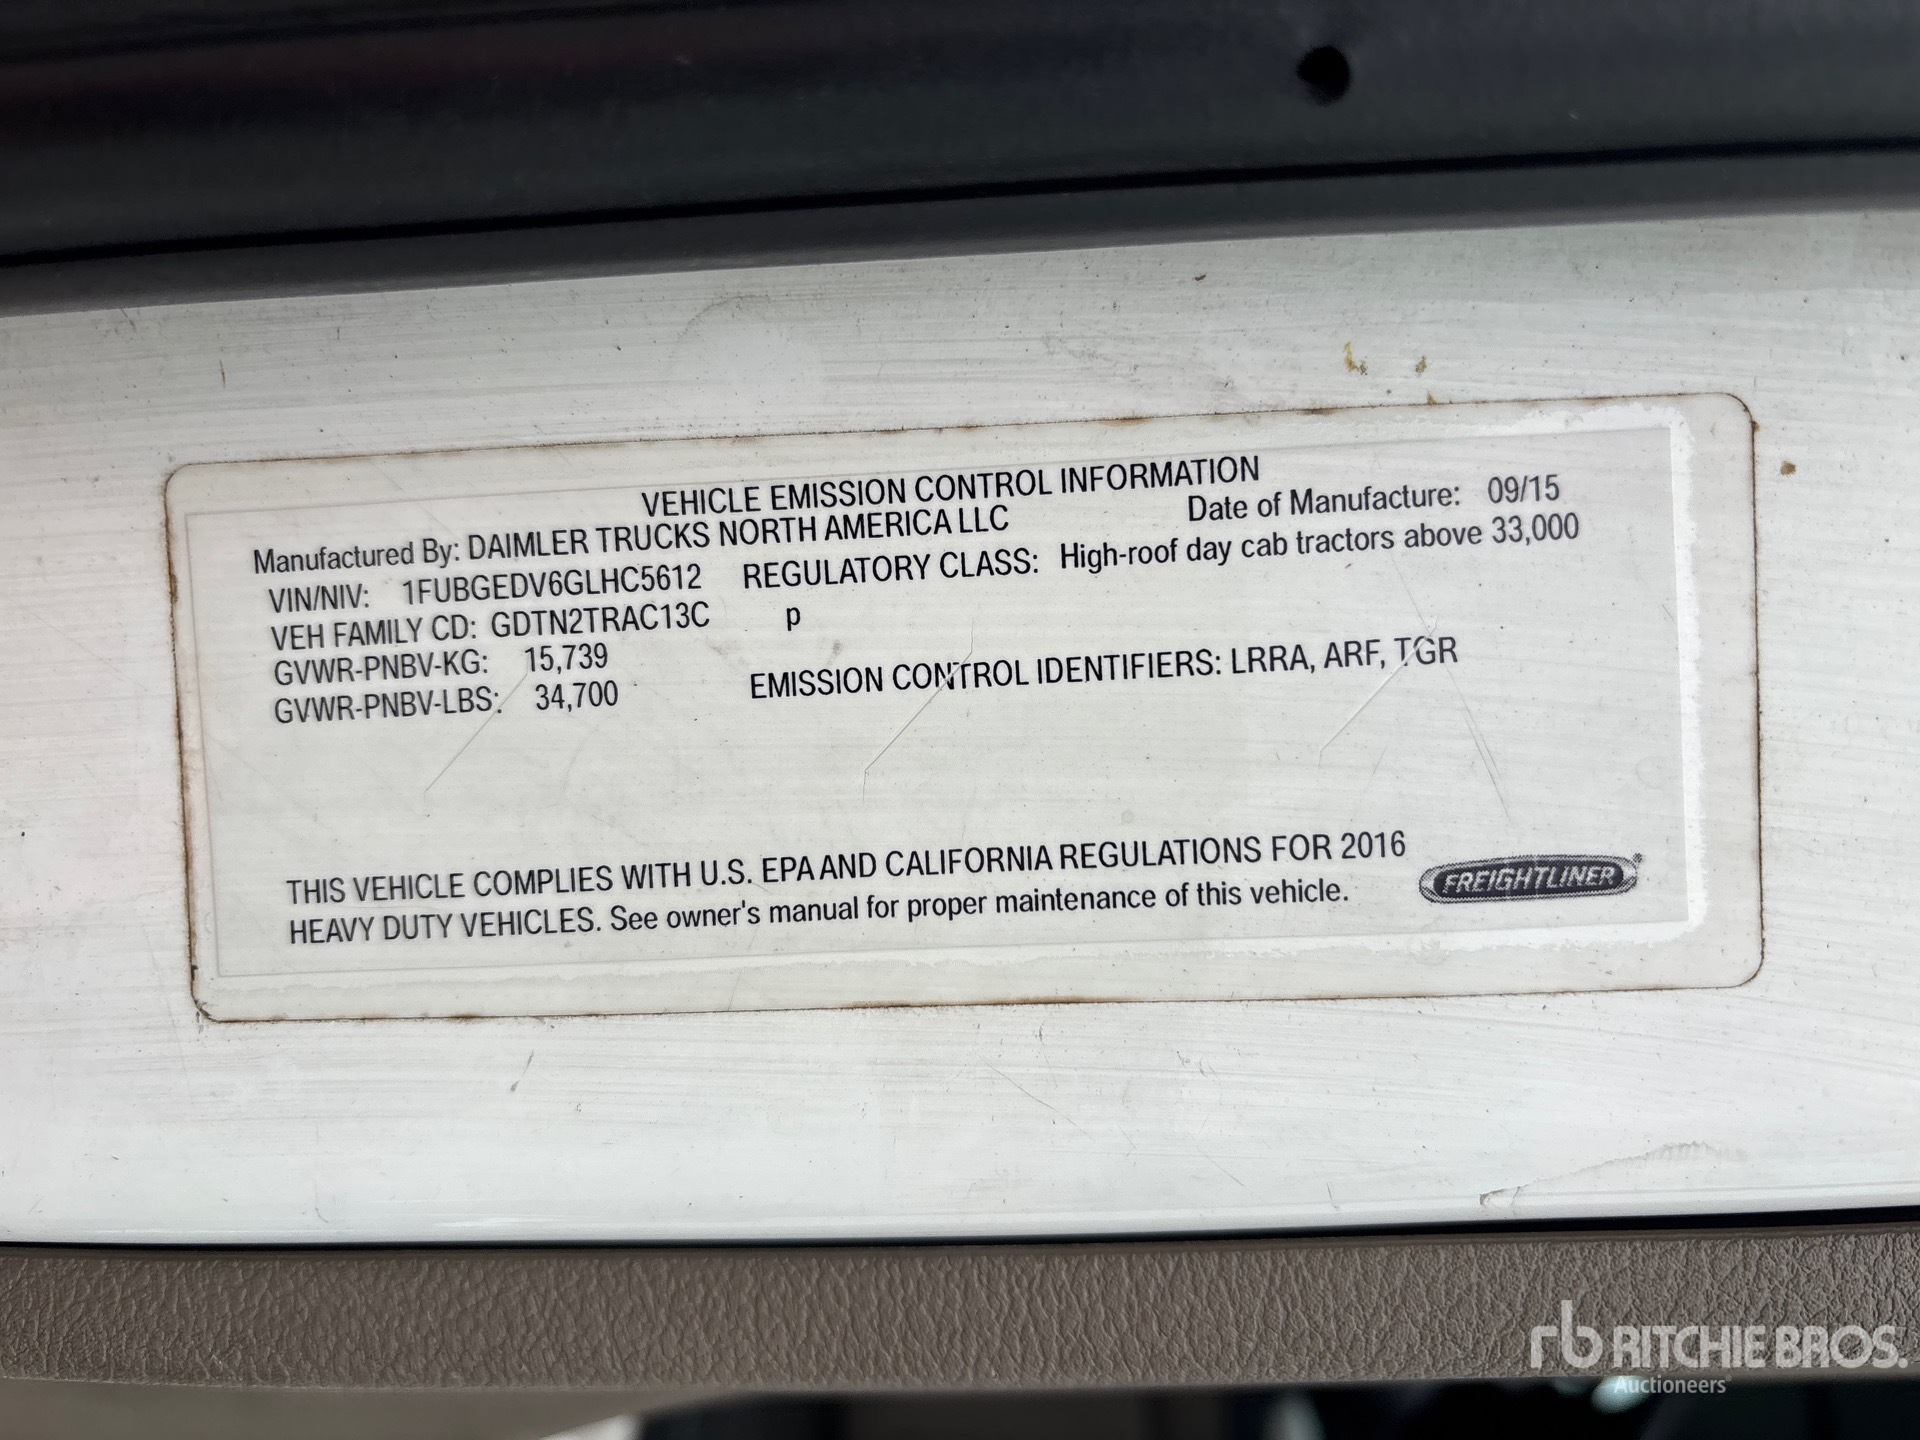 VEHICLE EMISSION CONTROL INFORMATION
Manufactured By: DAIMLER TRUCKS NORTH AMERICA LLC Date of Manufacture: 09/15
VIN/NIV: 1FUBGEDV6GLHC5612 REGULATORY CLASS: High-roof day cab tractors above 33,000
VEH FAMILY CD: GDTN2TRAC13C p
GVWR-PNBV-KG: 15,739
GVWR-PNBV-LBS: 34,700 EMISSION CONTROL IDENTIFIERS: LRRA, ARF, TGR
THIS VEHICLE COMPLIES WITH U.S. EPA AND CALIFORNIA REGULATIONS FOR 2016
HEAVY DUTY VEHICLES. See owner's manual for proper maintenance of this vehicle.
FREIGHTLINER®
rb RITCHIE BROS.
Auctioneers